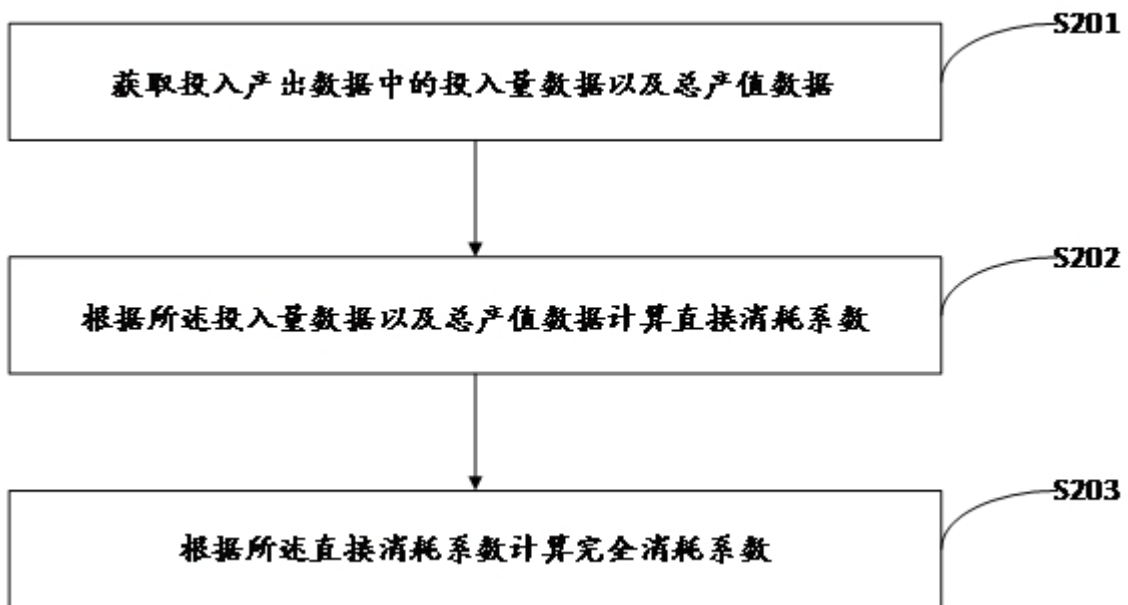 S201
获取投入产出数据中的投入量数据以及总产值数据
S202
根据所述投入量数据以及总产值数据计算直接消耗系数
S203
根据所述直接消耗系数计算完全消耗系数